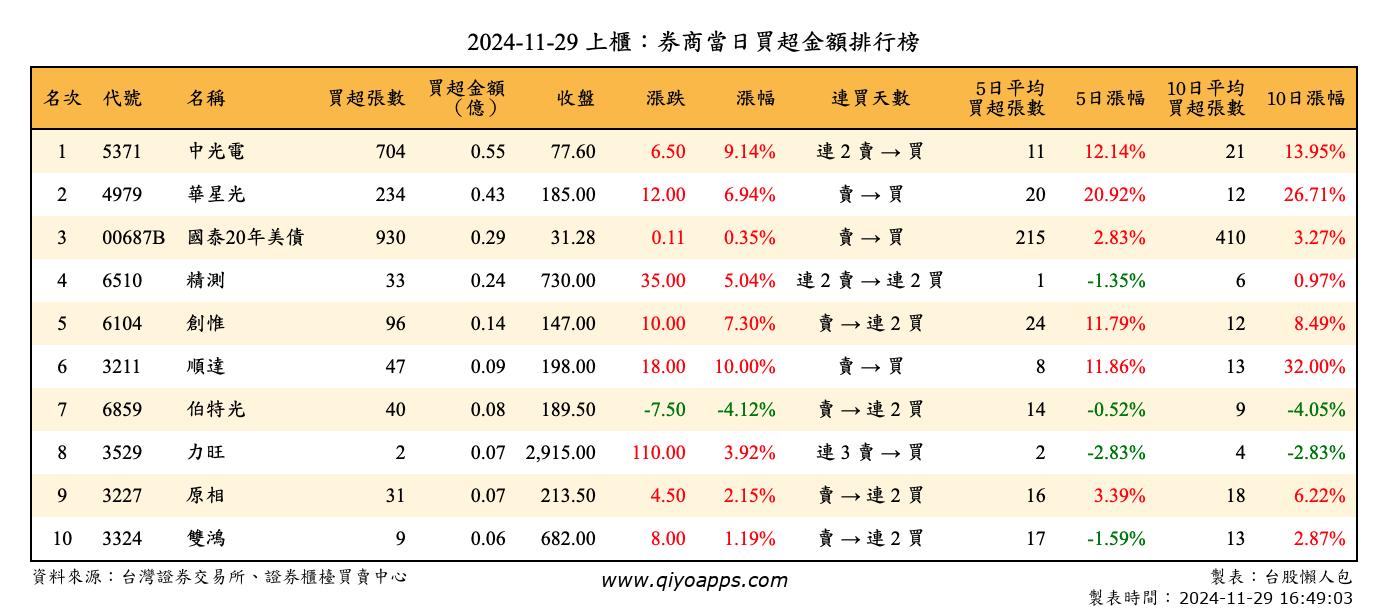 2024-11-29 上櫃：券商當日買超金額排行榜
名次 代號 名稱 買超張數 買超金額（億） 收盤 漲跌 漲幅 連買天數 5日平均買超張數 5日漲幅 10日平均買超張數 10日漲幅
1 5371 中光電 704 0.55 77.60 6.50 9.14% 連 2 賣 → 買 11 12.14% 21 13.95%
2 4979 華星光 234 0.43 185.00 12.00 6.94% 賣 → 買 20 20.92% 12 26.71%
3 00687B 國泰20年美債 930 0.29 31.28 0.11 0.35% 賣 → 買 215 2.83% 410 3.27%
4 6510 精測 33 0.24 730.00 35.00 5.04% 連 2 賣 → 連 2 買 1 -1.35% 6 0.97%
5 6104 創惟 96 0.14 147.00 10.00 7.30% 賣 → 連 2 買 24 11.79% 12 8.49%
6 3211 順達 47 0.09 198.00 18.00 10.00% 賣 → 買 8 11.86% 13 32.00%
7 6859 伯特光 40 0.08 189.50 -7.50 -4.12% 賣 → 連 2 買 14 -0.52% 9 -4.05%
8 3529 力旺 2 0.07 2,915.00 110.00 3.92% 連 3 賣 → 買 2 -2.83% 4 -2.83%
9 3227 原相 31 0.07 213.50 4.50 2.15% 賣 → 連 2 買 16 3.39% 18 6.22%
10 3324 雙鴻 9 0.06 682.00 8.00 1.19% 賣 → 連 2 買 17 -1.59% 13 2.87%
資料來源：台灣證券交易所、證券櫃檯買賣中心 www.qiyoapps.com 製表：台股懶人包
製表時間：2024-11-29 16:49:03